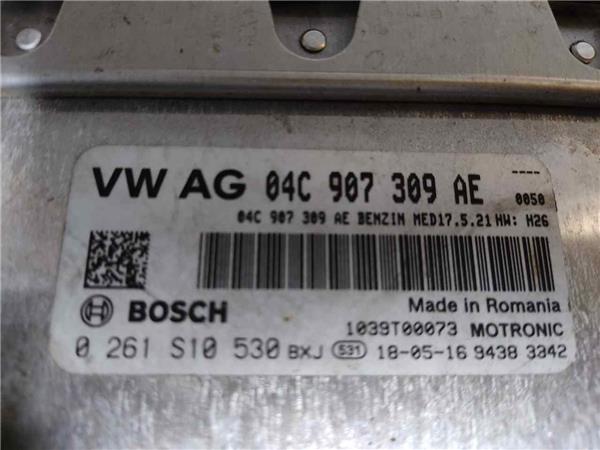 VW AG 04C 907 309 AE ----
0050
04C 907 309 AE BENZIN MED17.5.21 HW: H26
BOSCH
Made in Romania
1039T00073 MOTRONIC
0 261 S10 530 BXJ 531 18-05-16 9438 3342